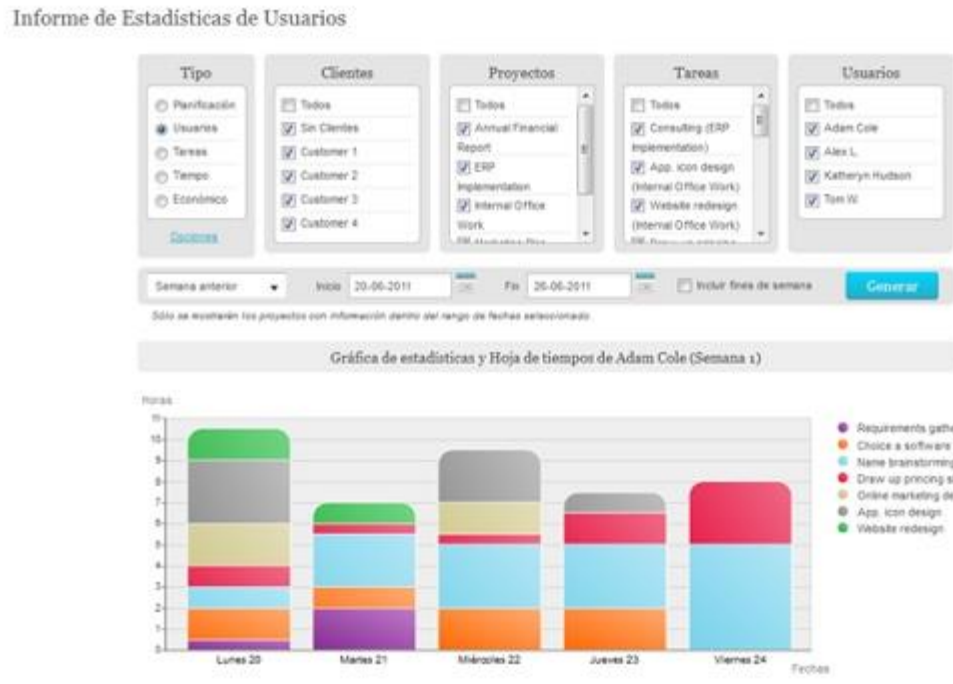 Informe de Estadísticas de Usuarios
Tipo
Planificación
Usuarios
Tareas
Tiempo
Económico
Opciones
Clientes
Todos
Sin Clientes
Customer 1
Customer 2
Customer 3
Customer 4
Proyectos
Todos
Annual Financial
Report
ERP
Implementation
Internal Office
Work
Tareas
Todos
Consulting (ERP
Implementation)
App. icon design
(Internal Office Work)
Website redesign
(Internal Office Work)
Usuarios
Todos
Adam Cole
Alex L.
Katheryn Hudson
Tom W.
Semana anterior
Inicio 20-06-2011
Fin 26-06-2011
Incluir fines de semana
Generar
Sólo se mostrarán los proyectos con información dentro del rango de fechas seleccionado.
Gráfica de estadísticas y Hoja de tiempos de Adam Cole (Semana 1)
Horas
11
10
9
8
7
6
5
4
3
2
1
0
Lunes 20
Martes 21
Miércoles 22
Jueves 23
Viernes 24
Fechas
Requirements gathe
Choice a software
Name brainstorming
Draw up princing s
Online marketing de
App. icon design
Website redesign